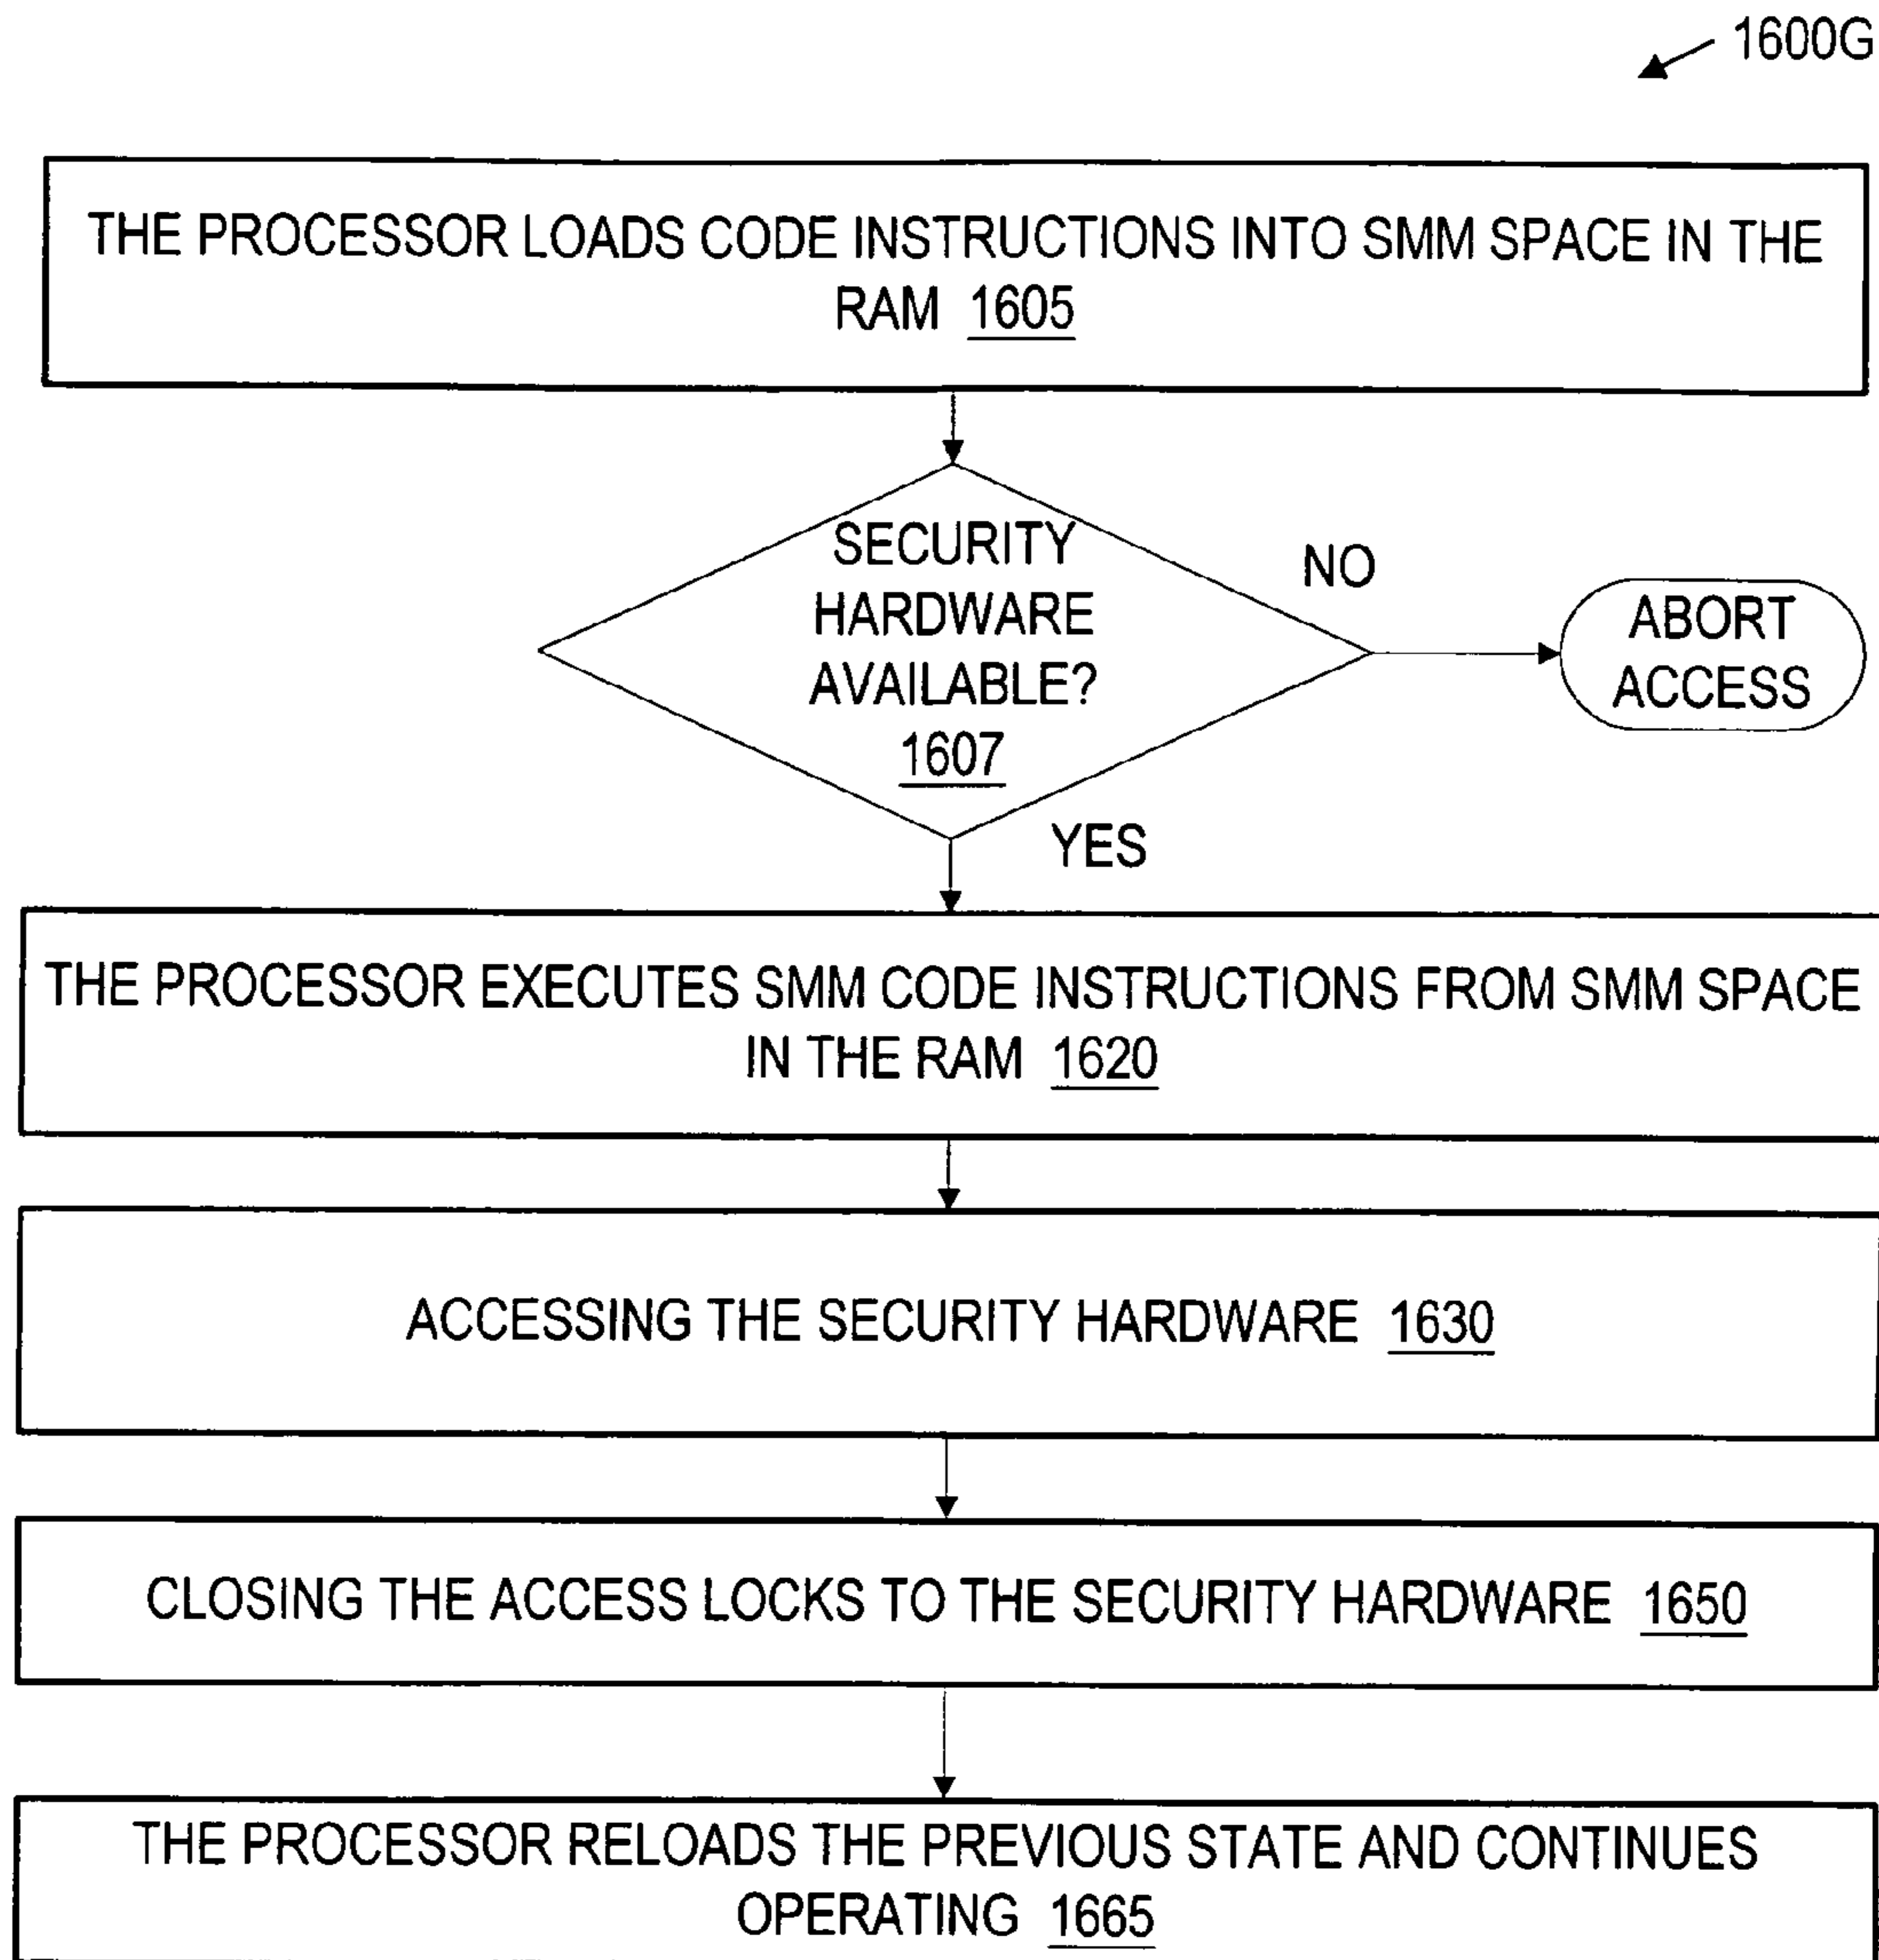 1600G
THE PROCESSOR LOADS CODE INSTRUCTIONS INTO SMM SPACE IN THE
RAM 1605
SECURITY
HARDWARE
AVAILABLE?
1607
NO
ABORT
ACCESS
YES
THE PROCESSOR EXECUTES SMM CODE INSTRUCTIONS FROM SMM SPACE
IN THE RAM 1620
ACCESSING THE SECURITY HARDWARE 1630
CLOSING THE ACCESS LOCKS TO THE SECURITY HARDWARE 1650
THE PROCESSOR RELOADS THE PREVIOUS STATE AND CONTINUES
OPERATING 1665